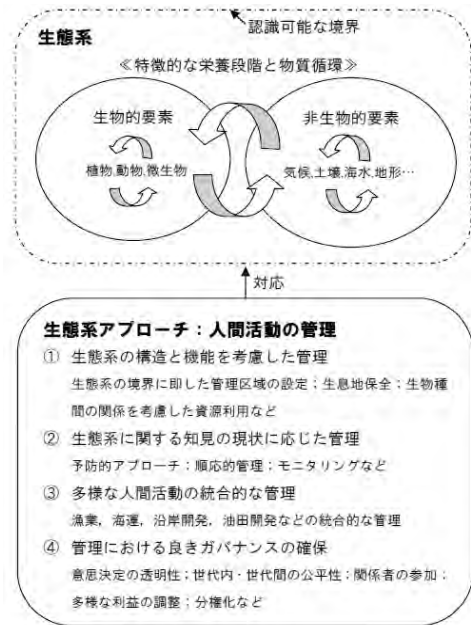 認識可能な境界
生態系
≪特徴的な栄養段階と物質循環≫
生物的要素
植物,動物,微生物
非生物的要素
気候,土壌,海水,地形…
対応
生態系アプローチ：人間活動の管理
① 生態系の構造と機能を考慮した管理
生態系の境界に即した管理区域の設定；生息地保全；生物種
間の関係を考慮した資源利用など
② 生態系に関する知見の現状に応じた管理
予防的アプローチ；順応的管理；モニタリングなど
③ 多様な人間活動の統合的な管理
漁業，海運，沿岸開発，油田開発などの統合的な管理
④ 管理における良きガバナンスの確保
意思決定の透明性；世代内・世代間の公平性；関係者の参加；
多様な利益の調整；分権化など